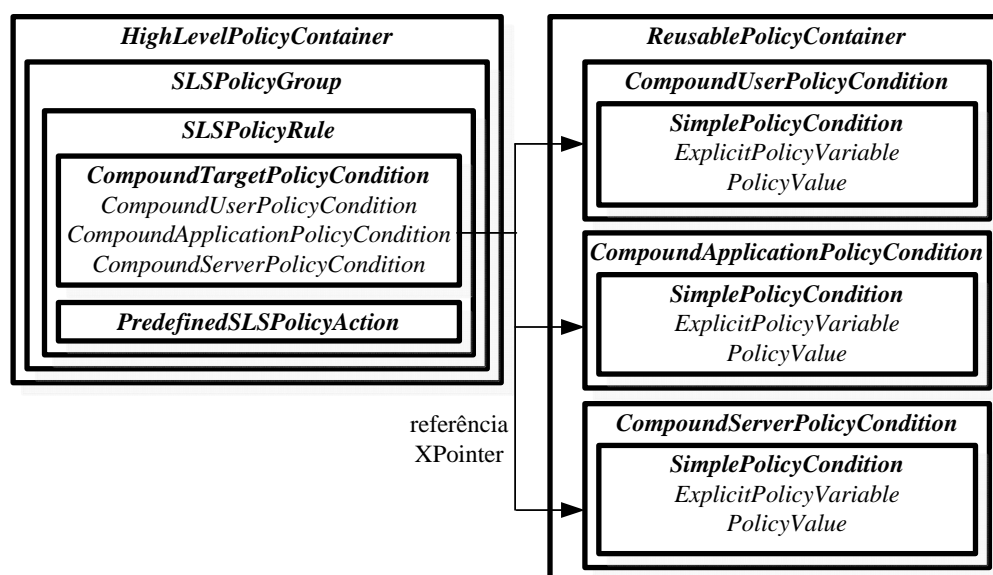 HighLevelPolicyContainer
SLSPolicyGroup
SLSPolicyRule
CompoundTargetPolicyCondition
CompoundUserPolicyCondition
CompoundApplicationPolicyCondition
CompoundServerPolicyCondition
PredefinedSLSPolicyAction
referência
XPointer
ReusablePolicyContainer
CompoundUserPolicyCondition
SimplePolicyCondition
ExplicitPolicyVariable
PolicyValue
CompoundApplicationPolicyCondition
SimplePolicyCondition
ExplicitPolicyVariable
PolicyValue
CompoundServerPolicyCondition
SimplePolicyCondition
ExplicitPolicyVariable
PolicyValue